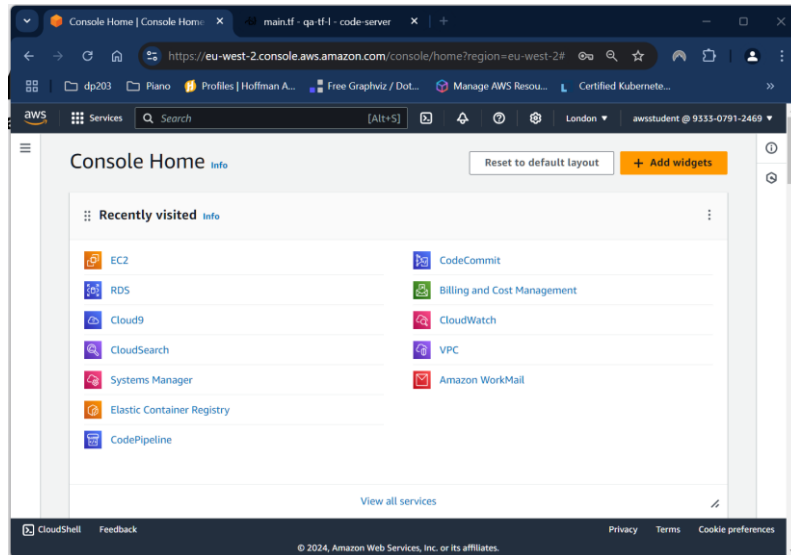 Console Home | Console Home
main.tf - qa-tf-l - code-server
https://eu-west-2.console.aws.amazon.com/console/home?region=eu-west-2#
dp203
Piano
Profiles | Hoffman A...
Free Graphviz / Dot...
Manage AWS Resou...
Certified Kubernete...
aws
Services
Search
[Alt+S]
London
awsstudent @ 9333-0791-2469
Console Home Info
Reset to default layout
+ Add widgets
Recently visited Info
EC2
CodeCommit
RDS
Billing and Cost Management
Cloud9
CloudWatch
CloudSearch
VPC
Systems Manager
Amazon WorkMail
Elastic Container Registry
CodePipeline
View all services
CloudShell
Feedback
Privacy
Terms
Cookie preferences
© 2024, Amazon Web Services, Inc. or its affiliates.